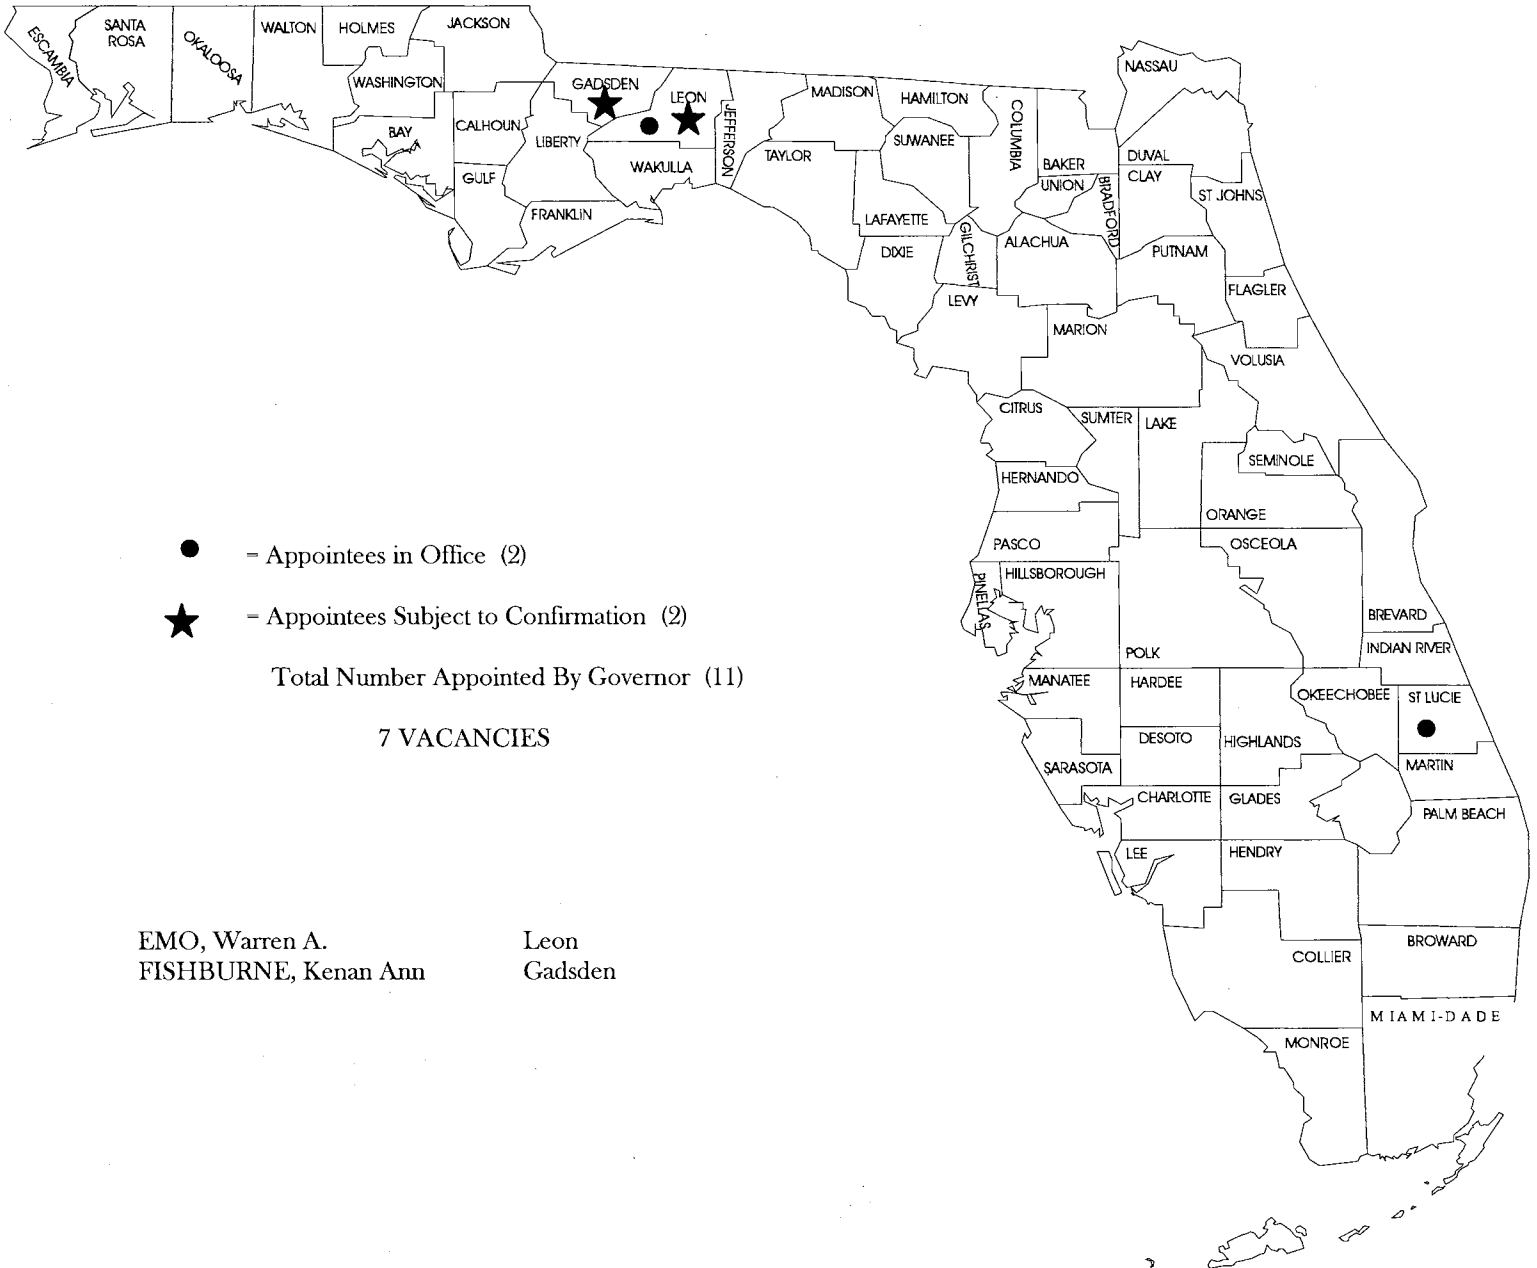 ESCAMBIA
SANTA
ROSA
OKALOOSA
WALTON
HOLMES
JACKSON
WASHINGTON
BAY
CALHOUN
GULF
LIBERTY
GADSDEN
LEON
WAKULLA
FRANKLIN
JEFFERSON
MADISON
TAYLOR
HAMILTON
SUWANEE
LAFAYETTE
DIXIE
COLUMBIA
GILCHRIST
NASSAU
BAKER
UNION
BRADFORD
DUVAL
CLAY
ST JOHNS
ALACHUA
PUTNAM
LEVY
FLAGLER
MARION
VOLUSIA
CITRUS
SUMTER
LAKE
SEMINOLE
HERNANDO
ORANGE
PASCO
OSCEOLA
PINELLAS
HILLSBOROUGH
BREVARD
INDIAN RIVER
POLK
MANATEE
HARDEE
OKEECHOBEE
ST LUCIE
DESOTO
HIGHLANDS
SARASOTA
MARTIN
CHARLOTTE
GLADES
PALM BEACH
LEE
HENDRY
BROWARD
COLLIER
MIAMI-DADE
MONROE
= Appointees in Office (2)
= Appointees Subject to Confirmation (2)
Total Number Appointed By Governor (11)
7 VACANCIES
EMO, Warren A. Leon
FISHBURNE, Kenan Ann Gadsden